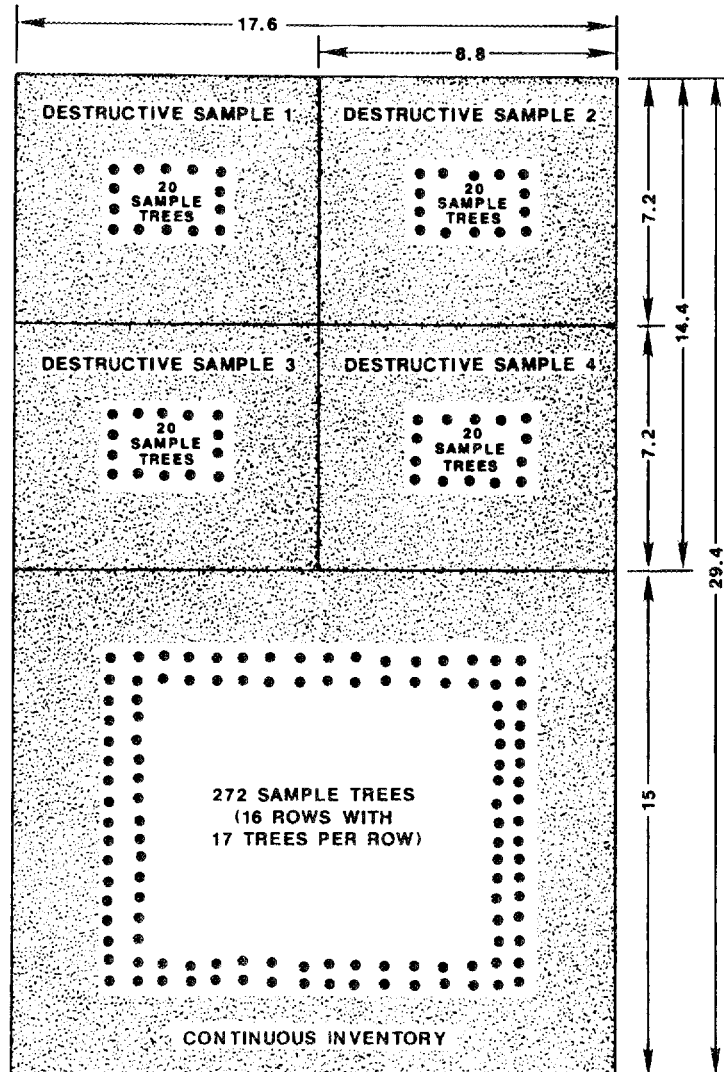 17.6
8.8
DESTRUCTIVE SAMPLE 1
DESTRUCTIVE SAMPLE 2
20
SAMPLE
TREES
20
SAMPLE
TREES
7.2
14.4
29.4
DESTRUCTIVE SAMPLE 3
DESTRUCTIVE SAMPLE 4
20
SAMPLE
TREES
20
SAMPLE
TREES
7.2
272 SAMPLE TREES
(16 ROWS WITH
17 TREES PER ROW)
15
CONTINUOUS INVENTORY